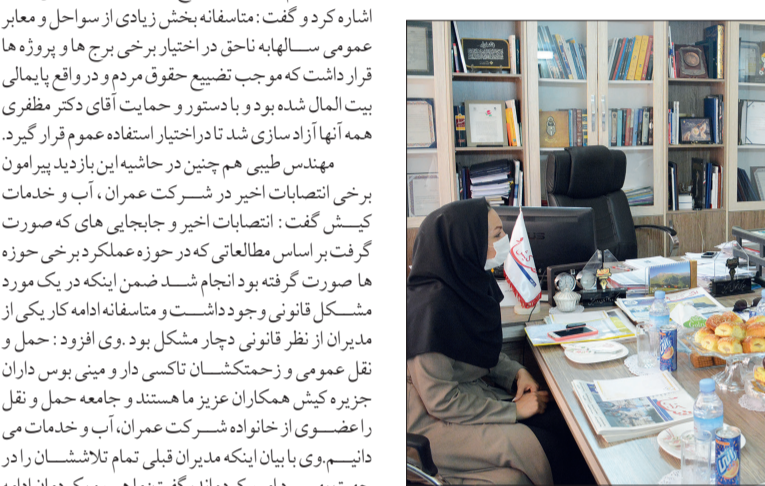 اشاره کرد و گفت : متاسفانه بخش زیادی از سواحل و معابر
عمومی سالهابه ناحق در اختیار برخی برج ها و پروژه ها
قرار داشت که موجب تضییع حقوق مردم و در واقع پایمالی
بیت المال شده بود و با دستور و حمایت آقای دکتر مظفری
همه آنها آزاد سازی شد تا دراختیار استفاده عموم قرار گیرد.
مهندس طیبی هم چنین در حاشیه این بازدید پیرامون
برخی انتصابات اخیر در شرکت عمران ، آب و خدمات
کیش گفت : انتصابات اخیر و جابجایی های که صورت
گرفت بر اساس مطالعاتی که در حوزه عملکرد برخی حوزه
ها صورت گرفته بود انجام شد ضمن اینکه در یک مورد
مشکل قانونی وجود داشت و متاسفانه ادامه کار یکی از
مدیران از نظر قانونی دچار مشکل بود .وی افزود : حمل و
نقل عمومی و زحمتکشان تاکسی دار و مینی بوس داران
جزیره کیش همکاران عزیز ما هستند و جامعه حمل و نقل
را عضوی از خانواده شرکت عمران، آب و خدمات می
دانیم.وی با بیان اینکه مدیران قبلی تمام تلاششان را در